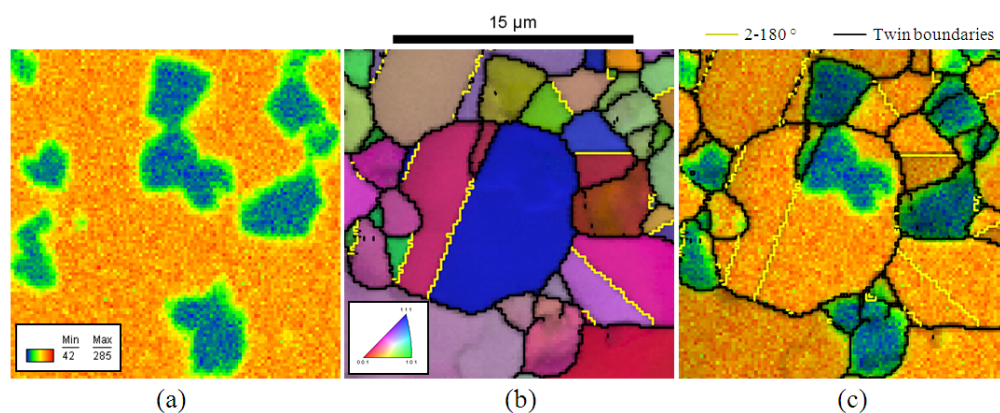 15 µm
2-180 °
Twin boundaries
Min Max
42 285
111
001 101
(a) (b) (c)